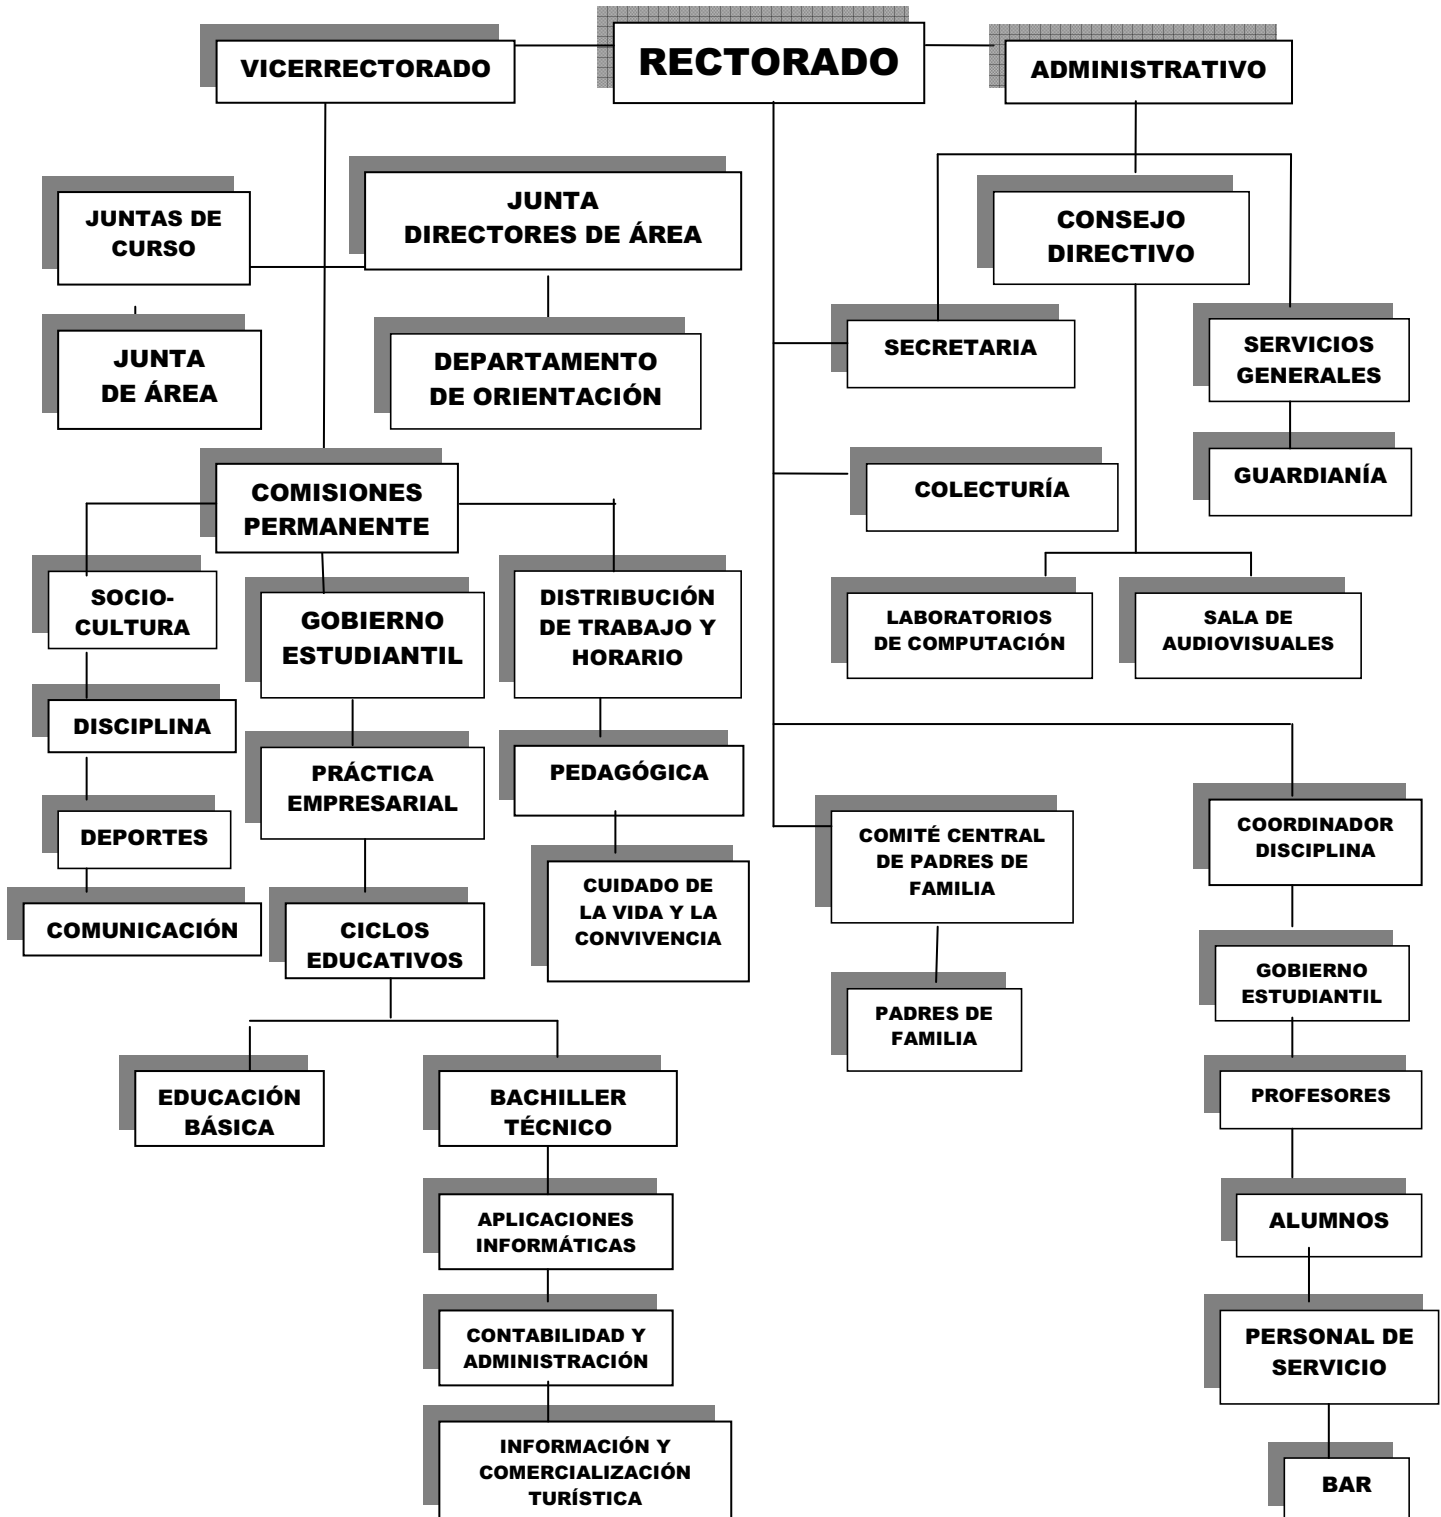 VICERRECTORADO
RECTORADO
ADMINISTRATIVO
JUNTAS DE
CURSO
JUNTA
DIRECTORES DE ÁREA
CONSEJO
DIRECTIVO
JUNTA
DE ÁREA
DEPARTAMENTO
DE ORIENTACIÓN
SECRETARIA
SERVICIOS
GENERALES
COMISIONES
PERMANENTE
COLECTURÍA
GUARDIANÍA
SOCIO-
CULTURA
GOBIERNO
ESTUDIANTIL
DISTRIBUCIÓN
DE TRABAJO Y
HORARIO
LABORATORIOS
DE COMPUTACIÓN
SALA DE
AUDIOVISUALES
DISCIPLINA
PRÁCTICA
EMPRESARIAL
PEDAGÓGICA
DEPORTES
COMITÉ CENTRAL
DE PADRES DE
FAMILIA
COORDINADOR
DISCIPLINA
COMUNICACIÓN
CICLOS
EDUCATIVOS
CUIDADO DE
LA VIDA Y LA
CONVIVENCIA
PADRES DE
FAMILIA
GOBIERNO
ESTUDIANTIL
EDUCACIÓN
BÁSICA
BACHILLER
TÉCNICO
PROFESORES
APLICACIONES
INFORMÁTICAS
ALUMNOS
CONTABILIDAD Y
ADMINISTRACIÓN
PERSONAL DE
SERVICIO
INFORMACIÓN Y
COMERCIALIZACIÓN
TURÍSTICA
BAR